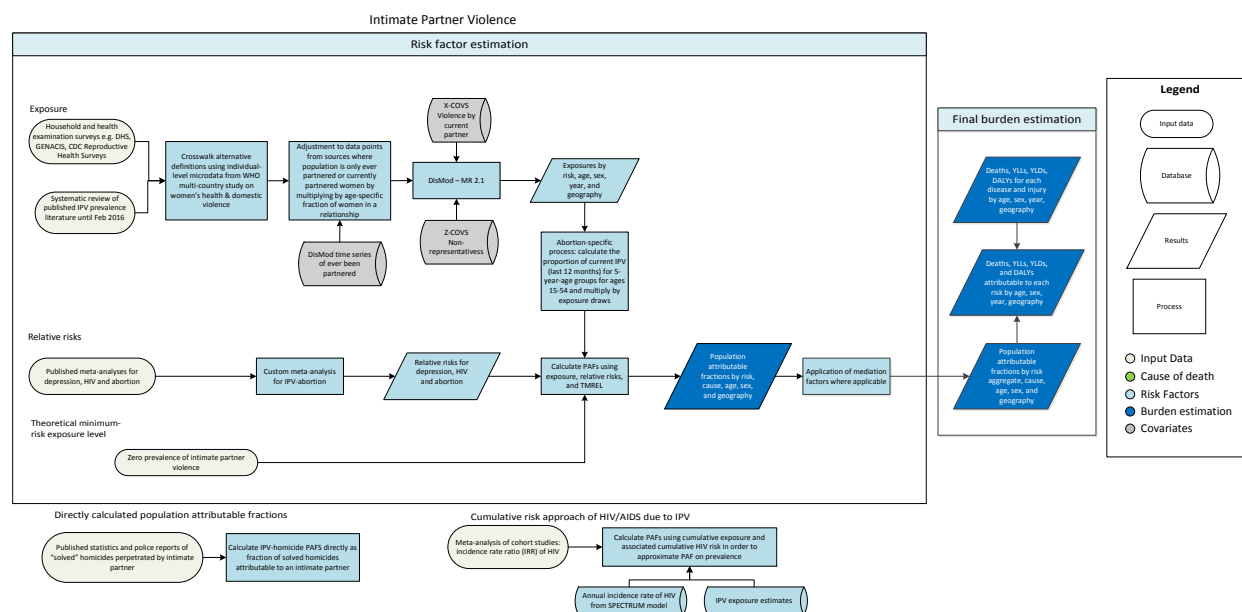 Intimate Partner Violence
Risk factor estimation
Exposure
Household and health
examination surveys e.g. DHS,
GENACIS, CDC Reproductive
Health Surveys
Systematic review of
published IPV prevalence
literature until Feb 2016
Crosswalk alternative
definitions using individual-
level microdata from WHO
multi-country study on
women's health & domestic
violence
Adjustment to data points
from sources where
population is only ever
partnered or currently
partnered women by
multiplying by age-specific
fraction of women in a
relationship
DisMod time series
of ever been
partnered
X-COVS
Violence by
current
partner
DisMod – MR 2.1
Z-COVS
Non-
representativess
Exposures by
risk, age, sex,
year, and
geography
Abortion-specific
process: calculate the
proportion of current IPV
(last 12 months) for 5-
year-age groups for ages
15-54 and multiply by
exposure draws
Relative risks
Published meta-analyses for
depression, HIV and abortion
Custom meta-analysis
for IPV-abortion
Relative risks for
depression, HIV
and abortion
Calculate PAFs using
exposure, relative risks,
and TMREL
Population
attributable
fractions by risk,
cause, age, sex,
and geography
Application of mediation
factors where applicable
Theoretical minimum-
risk exposure level
Zero prevalence of intimate partner
violence
Final burden estimation
Deaths, YLLs, YLDs,
DALYs for each
disease and injury
by age, sex, year,
geography
Deaths, YLLs, YLDs,
and DALYs
attributable to each
risk by age, sex,
year, geography
Population
attributable
fractions by risk
aggregate, cause,
age, sex, and
geography
Legend
Input data
Database
Results
Process
Input Data
Cause of death
Risk Factors
Burden estimation
Covariates
Directly calculated population attributable fractions
Published statistics and police reports of
"solved" homicides perpetrated by intimate
partner
Calculate IPV-homicide PAFS directly as
fraction of solved homicides
attributable to an intimate partner
Cumulative risk approach of HIV/AIDS due to IPV
Meta-analysis of cohort studies:
incidence rate ratio (IRR) of HIV
Calculate PAFs using cumulative exposure and
associated cumulative HIV risk in order to
approximate PAF on prevalence
Annual incidence rate of HIV
from SPECTRUM model
IPV exposure estimates